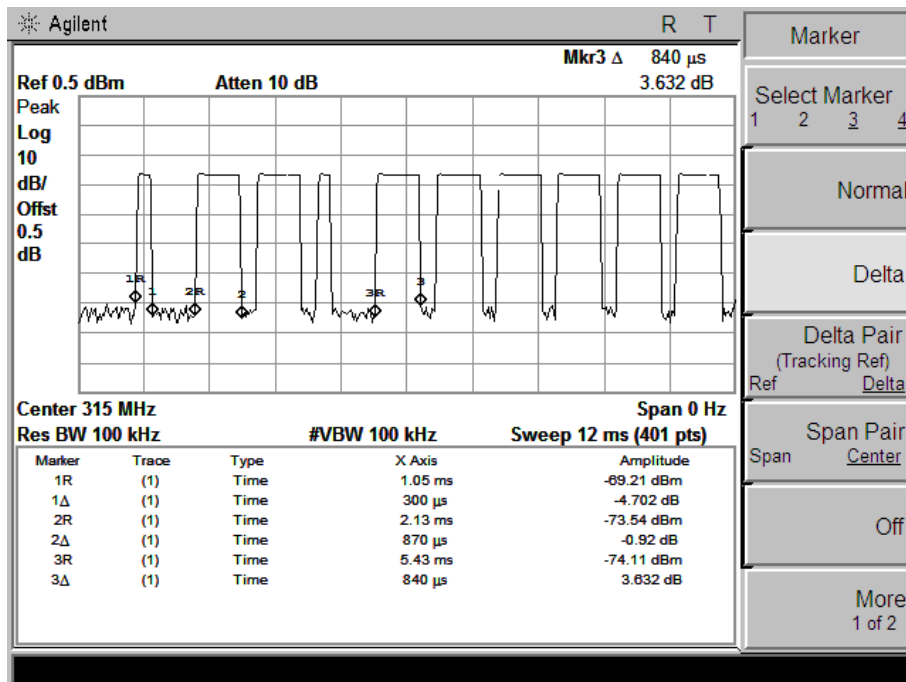 Agilent R T
Mkr3 Δ 840 μs
Ref 0.5 dBm Atten 10 dB 3.632 dB
Peak
Log
10
dB/
Offst
0.5
dB
1R 1 2R 2 3R 3
Center 315 MHz Span 0 Hz
Res BW 100 kHz #VBW 100 kHz Sweep 12 ms (401 pts)
Marker Trace Type X Axis Amplitude
1R (1) Time 1.05 ms -69.21 dBm
1Δ (1) Time 300 μs -4.702 dB
2R (1) Time 2.13 ms -73.54 dBm
2Δ (1) Time 870 μs -0.92 dB
3R (1) Time 5.43 ms -74.11 dBm
3Δ (1) Time 840 μs 3.632 dB
Marker
Select Marker
1 2 3 4
Normal
Delta
Delta Pair
(Tracking Ref)
Ref Delta
Span Pair
Span Center
Off
More
1 of 2